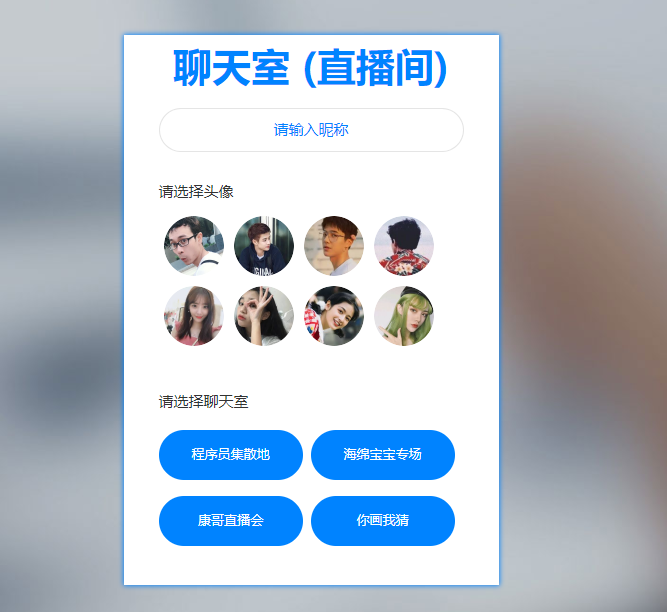 聊天室 (直播间)
请输入昵称
请选择头像
请选择聊天室
程序员集散地 海绵宝宝专场
康哥直播会 你画我猜